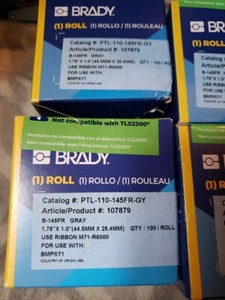 BRADY
(1) ROLL (1) ROLLO / (1) ROULEAU
Catalog #: PTL-110-145FR-GY
Article/Product #: 107879
B-145FR GRAY
1.75" X 1.0" (44.5MM X 25.4MM) QTY : 100 / ROLL
USE RIBBON M71-R6000
FOR USE WITH:
BMP®71
Not compatible with TLS2200®
BRADY
(1) ROLL (1) ROLLO / (1) ROULEAU
Catalog #: PTL-110-145FR-GY
Article/Product #: 107879
B-145FR GRAY
1.75"X 1.0"(44.5MM X 25.4MM) QTY : 100 / ROLL
USE RIBBON M71-R6000
FOR USE WITH:
BMP®71
COUNTRY OF ORIGIN: USA